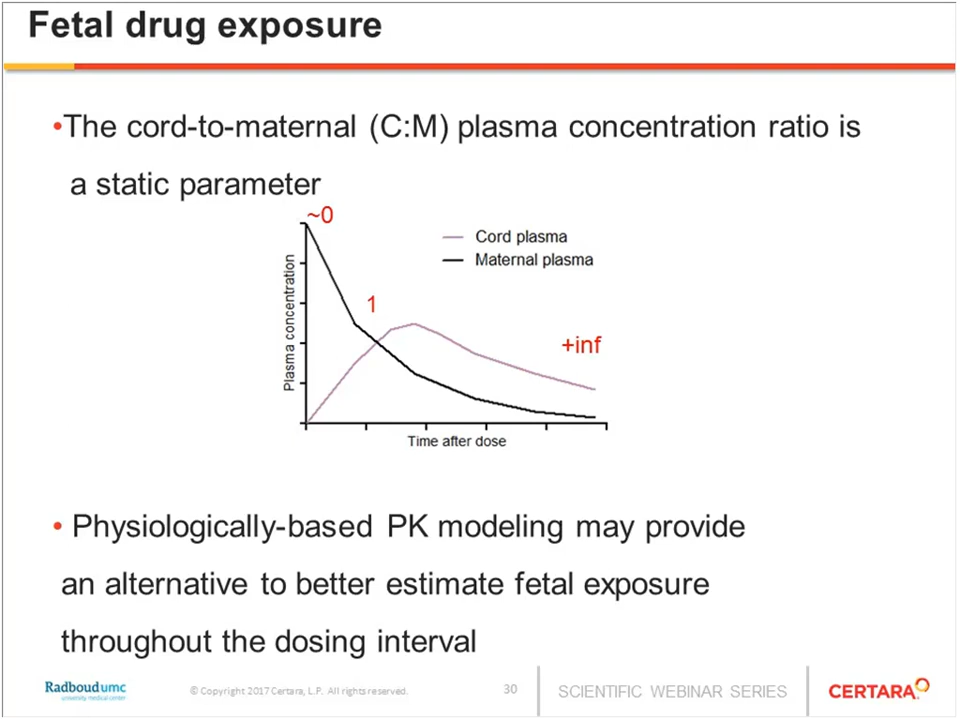 Fetal drug exposure
•The cord-to-maternal (C:M) plasma concentration ratio is
a static parameter
~0
Cord plasma
Maternal plasma
Plasma concentration
1
+inf
Time after dose
• Physiologically-based PK modeling may provide
an alternative to better estimate fetal exposure
throughout the dosing interval
Radboudumc
university medical center
© Copyright 2017 Certara, L.P. All rights reserved.
30
SCIENTIFIC WEBINAR SERIES
CERTARA